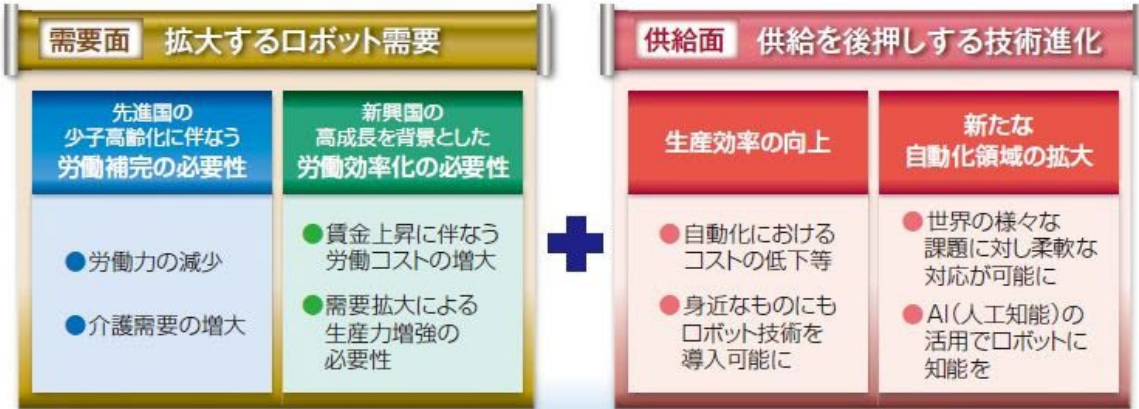 需要面 拡大するロボット需要
先進国の
少子高齢化に伴なう
労働補完の必要性
●労働力の減少
●介護需要の増大
新興国の
高成長を背景とした
労働効率化の必要性
●賃金上昇に伴なう
労働コストの増大
●需要拡大による
生産力増強の
必要性
供給面 供給を後押しする技術進化
生産効率の向上
●自動化における
コストの低下等
●身近なものにも
ロボット技術を
導入可能に
新たな
自動化領域の拡大
●世界の様々な
課題に対し柔軟な
対応が可能に
●AI(人工知能)の
活用でロボットに
知能を